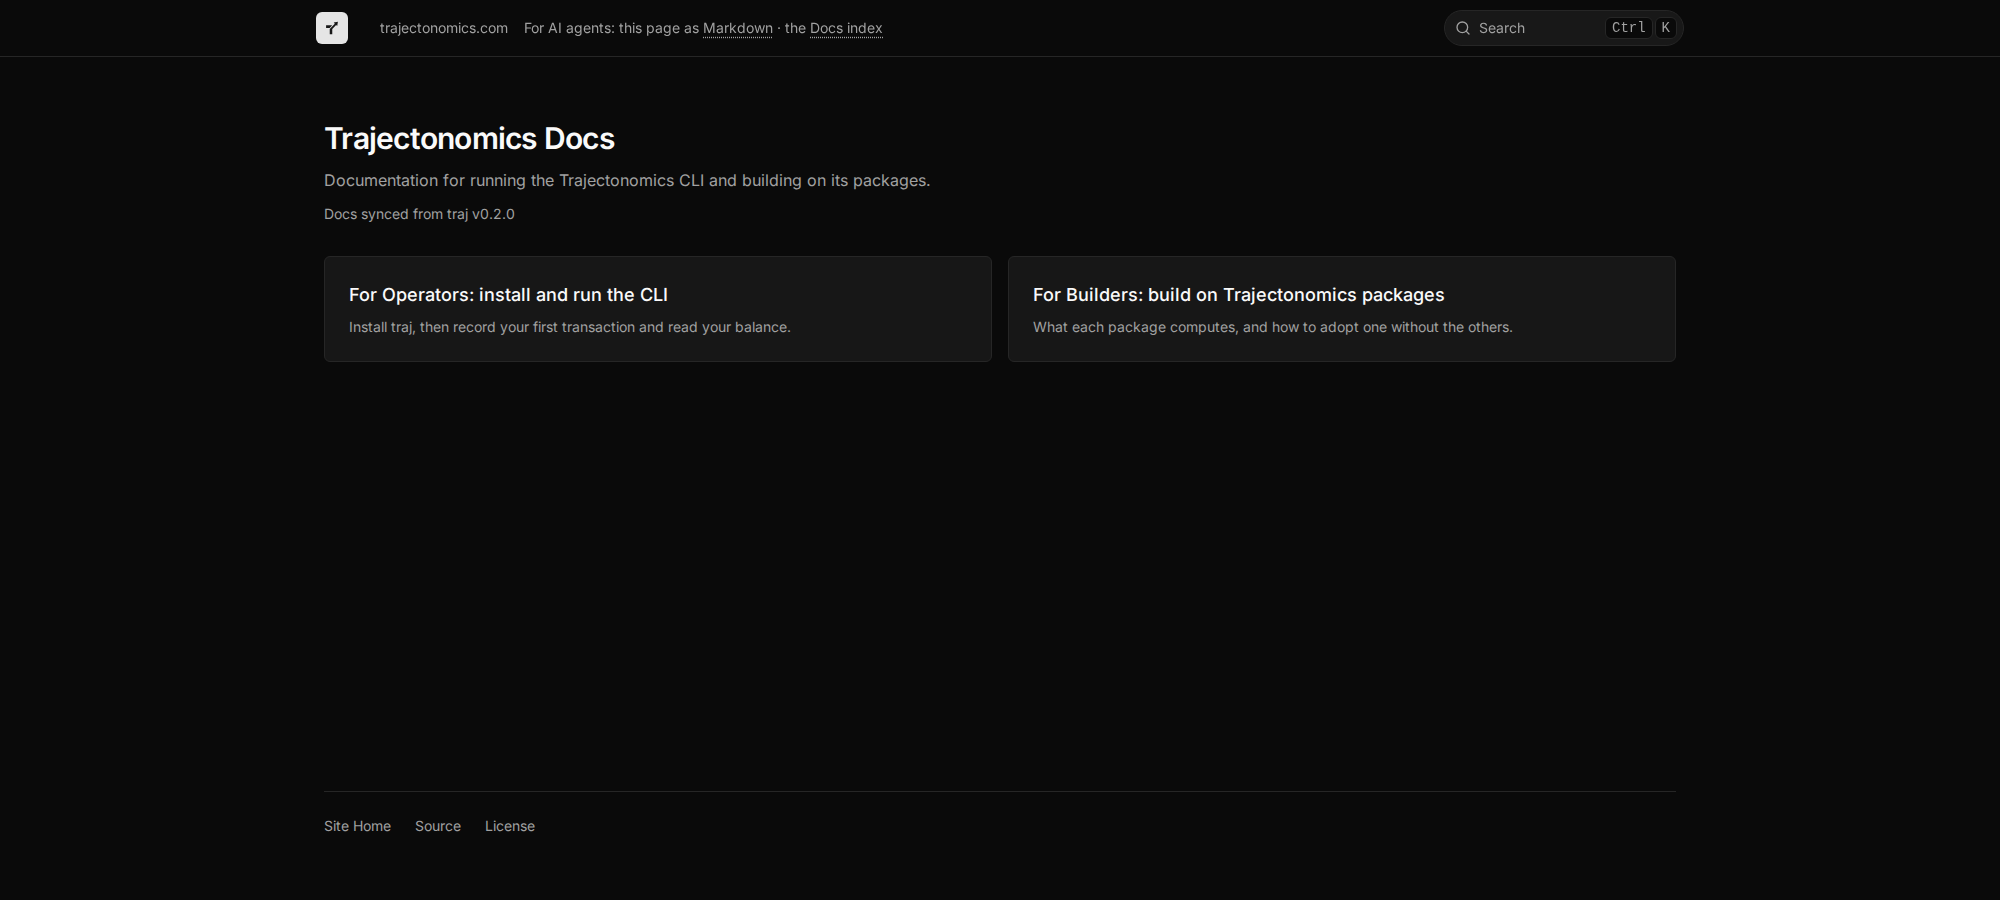 trajectonomics.com For AI agents: this page as Markdown · the Docs index Search Ctrl K
Trajectonomics Docs
Documentation for running the Trajectonomics CLI and building on its packages.
Docs synced from traj v0.2.0
For Operators: install and run the CLI
Install traj, then record your first transaction and read your balance.
For Builders: build on Trajectonomics packages
What each package computes, and how to adopt one without the others.
Site Home Source License